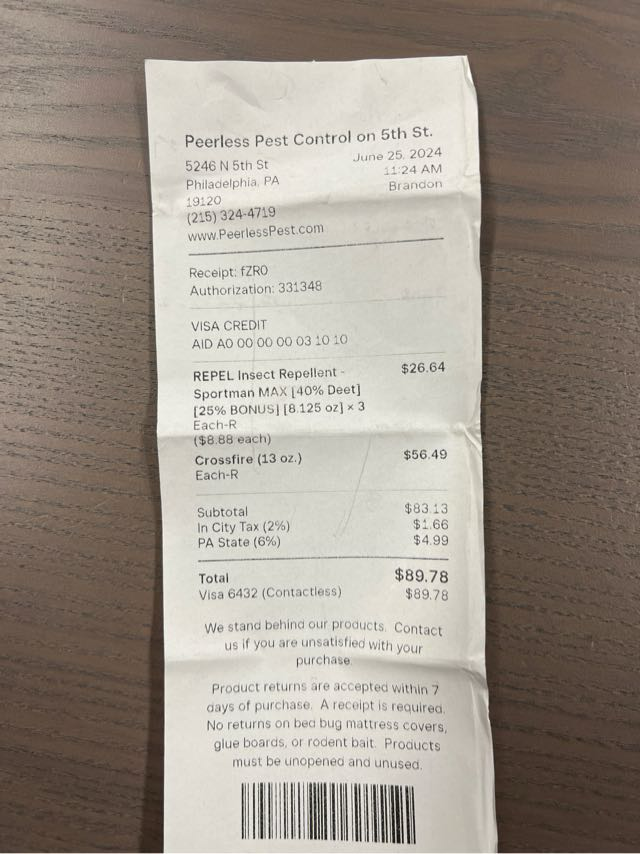 Peerless Pest Control on 5th St.
5246 N 5th St
June 25, 2024
Philadelphia, PA
11:24 AM
19120
Brandon
(215) 324-4719
www.PeerlessPest.com
Receipt: fZR0
Authorization: 331348
VISA CREDIT
AID A0 00 00 00 03 10 10
REPEL Insect Repellent - $26.64
Sportman MAX [40% Deet]
[25% BONUS] [8.125 oz] × 3
Each-R
($8.88 each)
Crossfire (13 oz.) $56.49
Each-R
Subtotal $83.13
In City Tax (2%) $1.66
PA State (6%) $4.99
Total $89.78
Visa 6432 (Contactless) $89.78
We stand behind our products. Contact
us if you are unsatisfied with your
purchase.
Product returns are accepted within 7
days of purchase. A receipt is required.
No returns on bed bug mattress covers,
glue boards, or rodent bait. Products
must be unopened and unused.